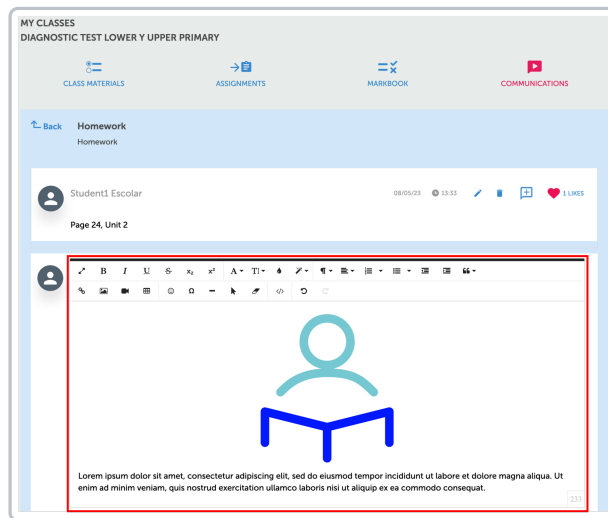 MY CLASSES
DIAGNOSTIC TEST LOWER Y UPPER PRIMARY
CLASS MATERIALS
ASSIGNMENTS
MARKBOOK
COMMUNICATIONS
Back
Homework
Homework
Student1 Escolar
08/05/23
13:33
1 LIKES
Page 24, Unit 2
B I U S x₂ x² A T! ¶ 66
Ω </>
Lorem ipsum dolor sit amet, consectetur adipiscing elit, sed do eiusmod tempor incididunt ut labore et dolore magna aliqua. Ut
enim ad minim veniam, quis nostrud exercitation ullamco laboris nisi ut aliquip ex ea commodo consequat.
233